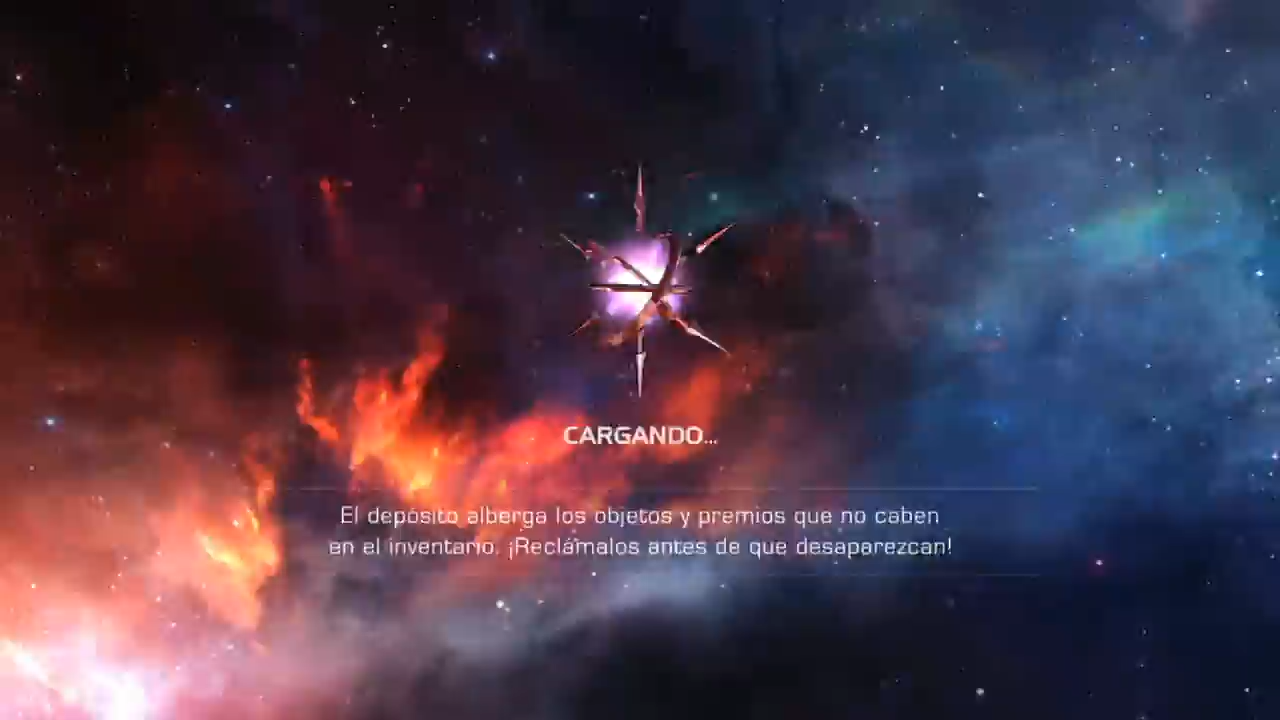 CARGANDO...
El depósito alberga los objetos y premios que no caben
en el inventario. ¡Reclámalos antes de que desaparezcan!